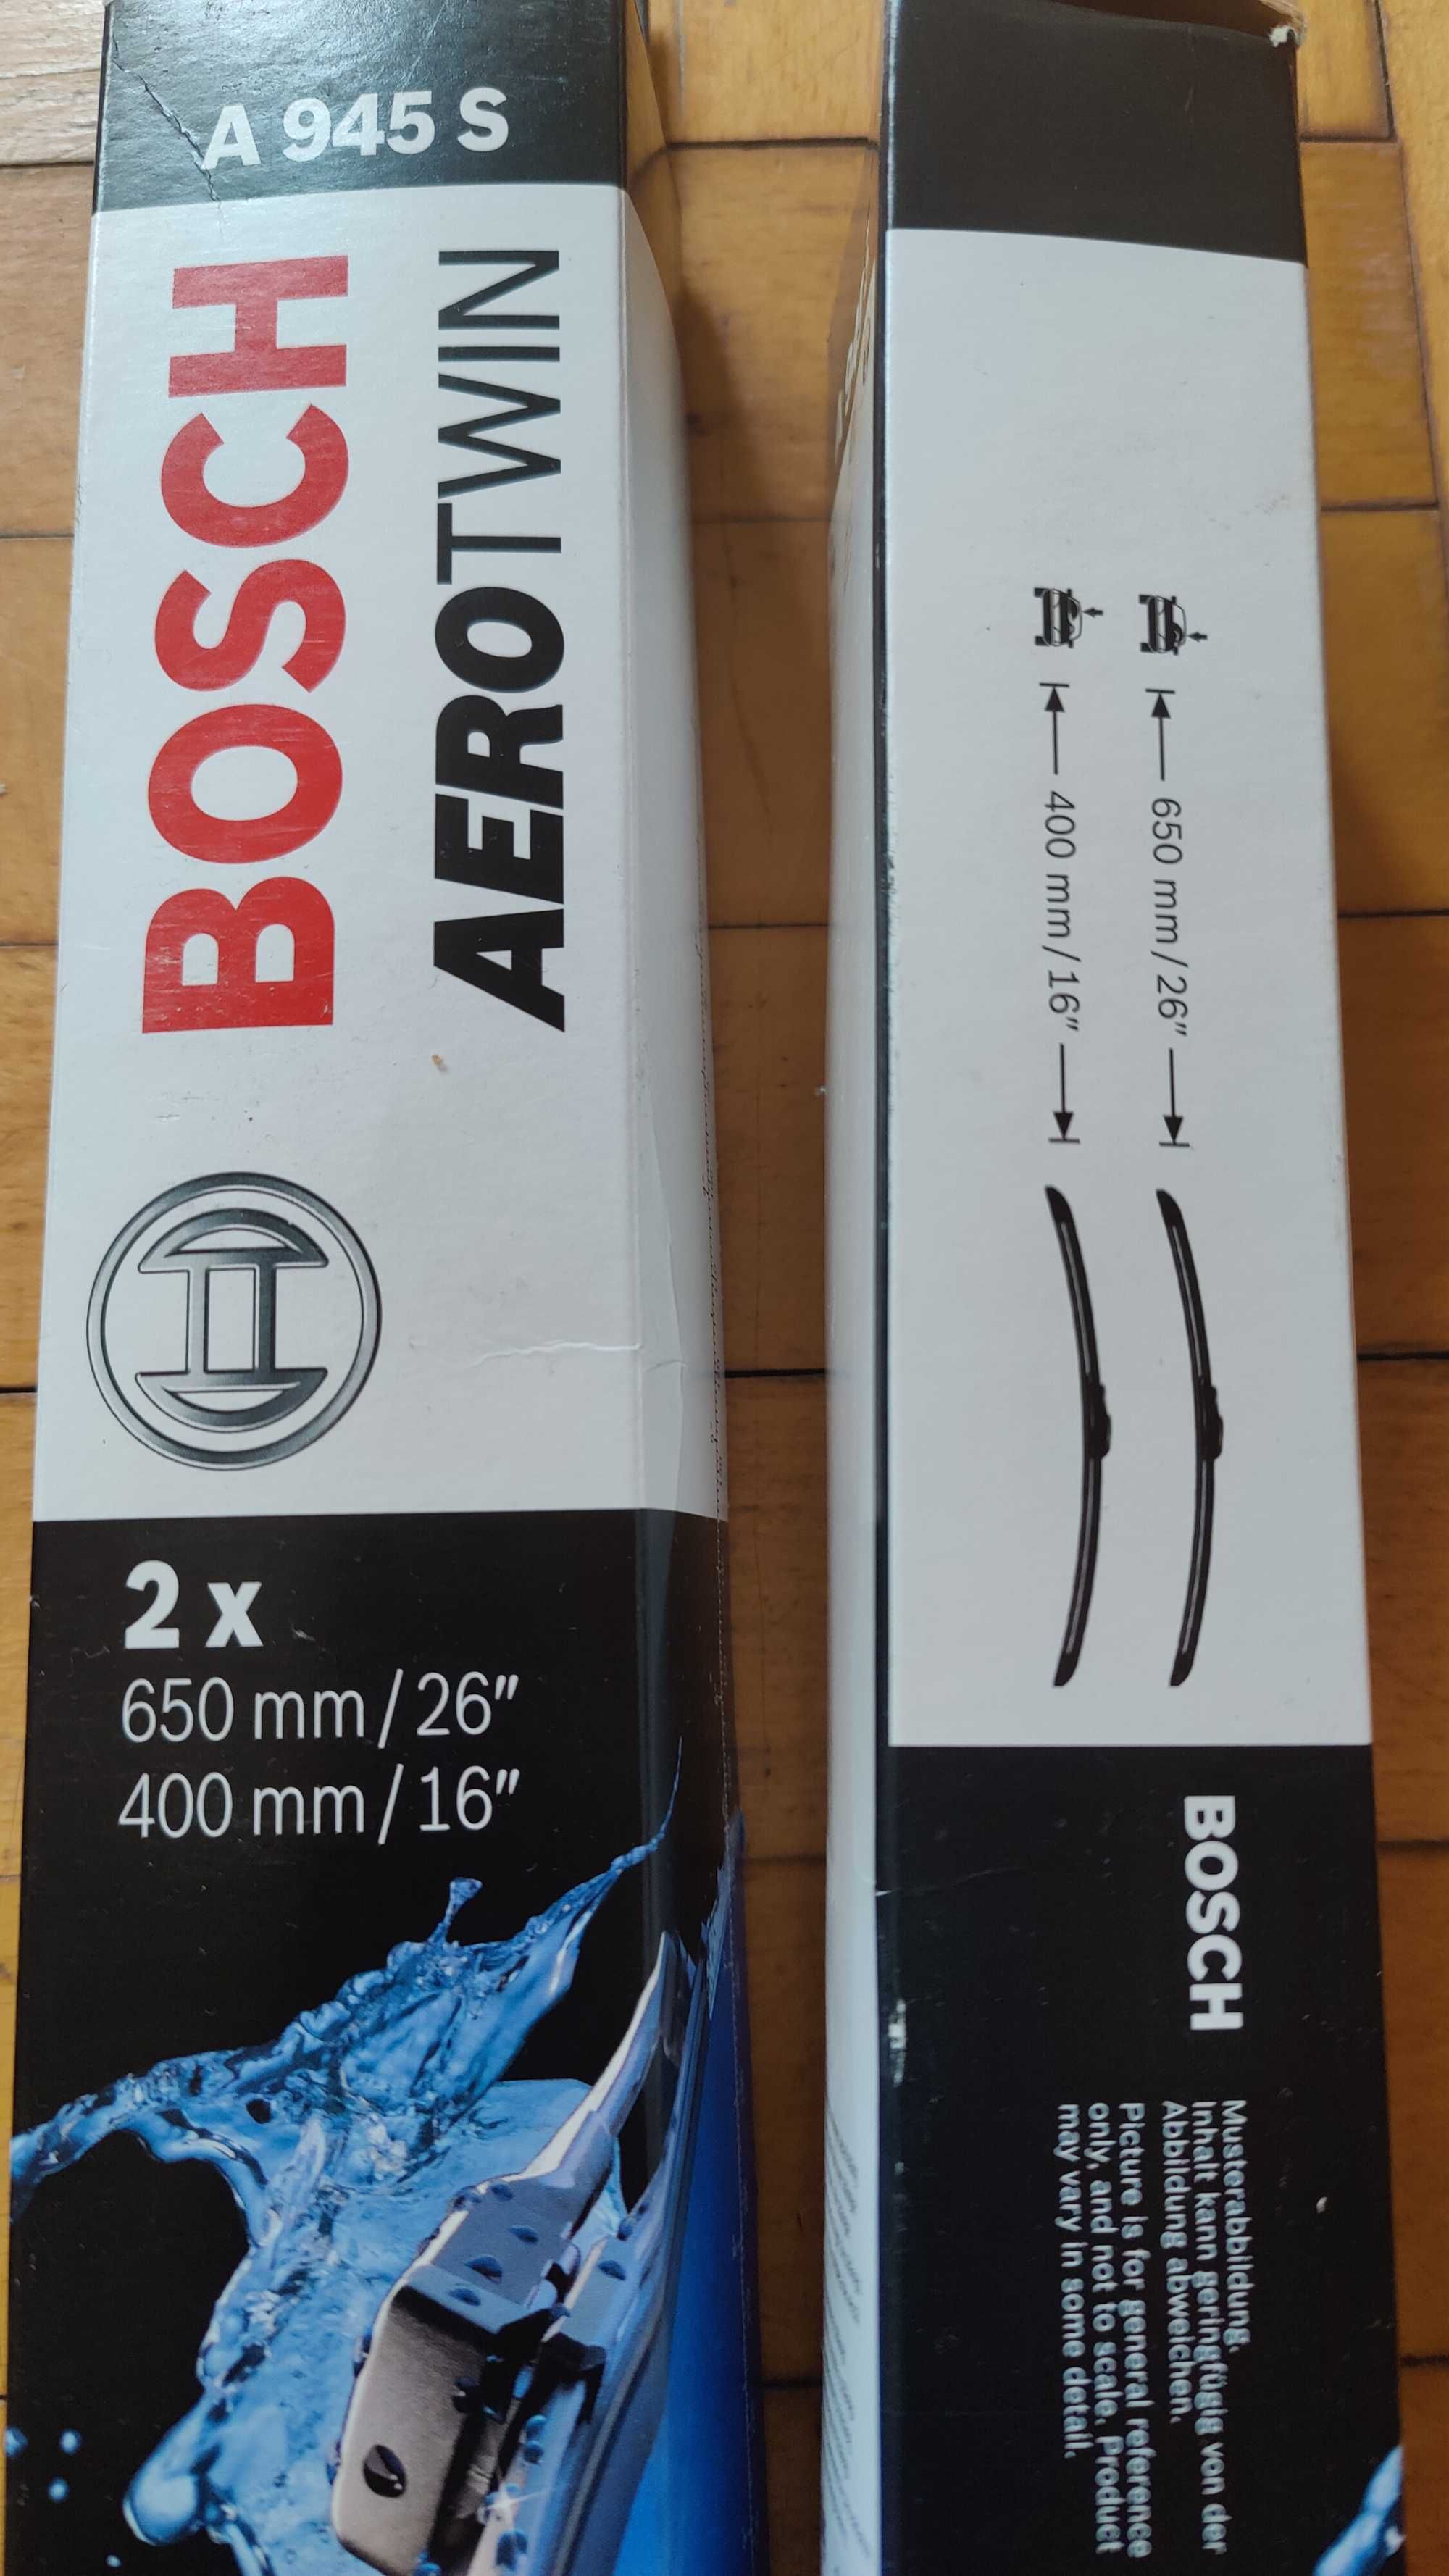 A 945 S
BOSCH
AEROTWIN
2 x
650 mm/26"
400 mm/16"
650 mm/26"
400 mm/16"
BOSCH
Musterabbildung.
Inhalt kann geringfügig von der
Abbildung abweichen.
Picture is for general reference
only, and not to scale. Product
may vary in some detail.